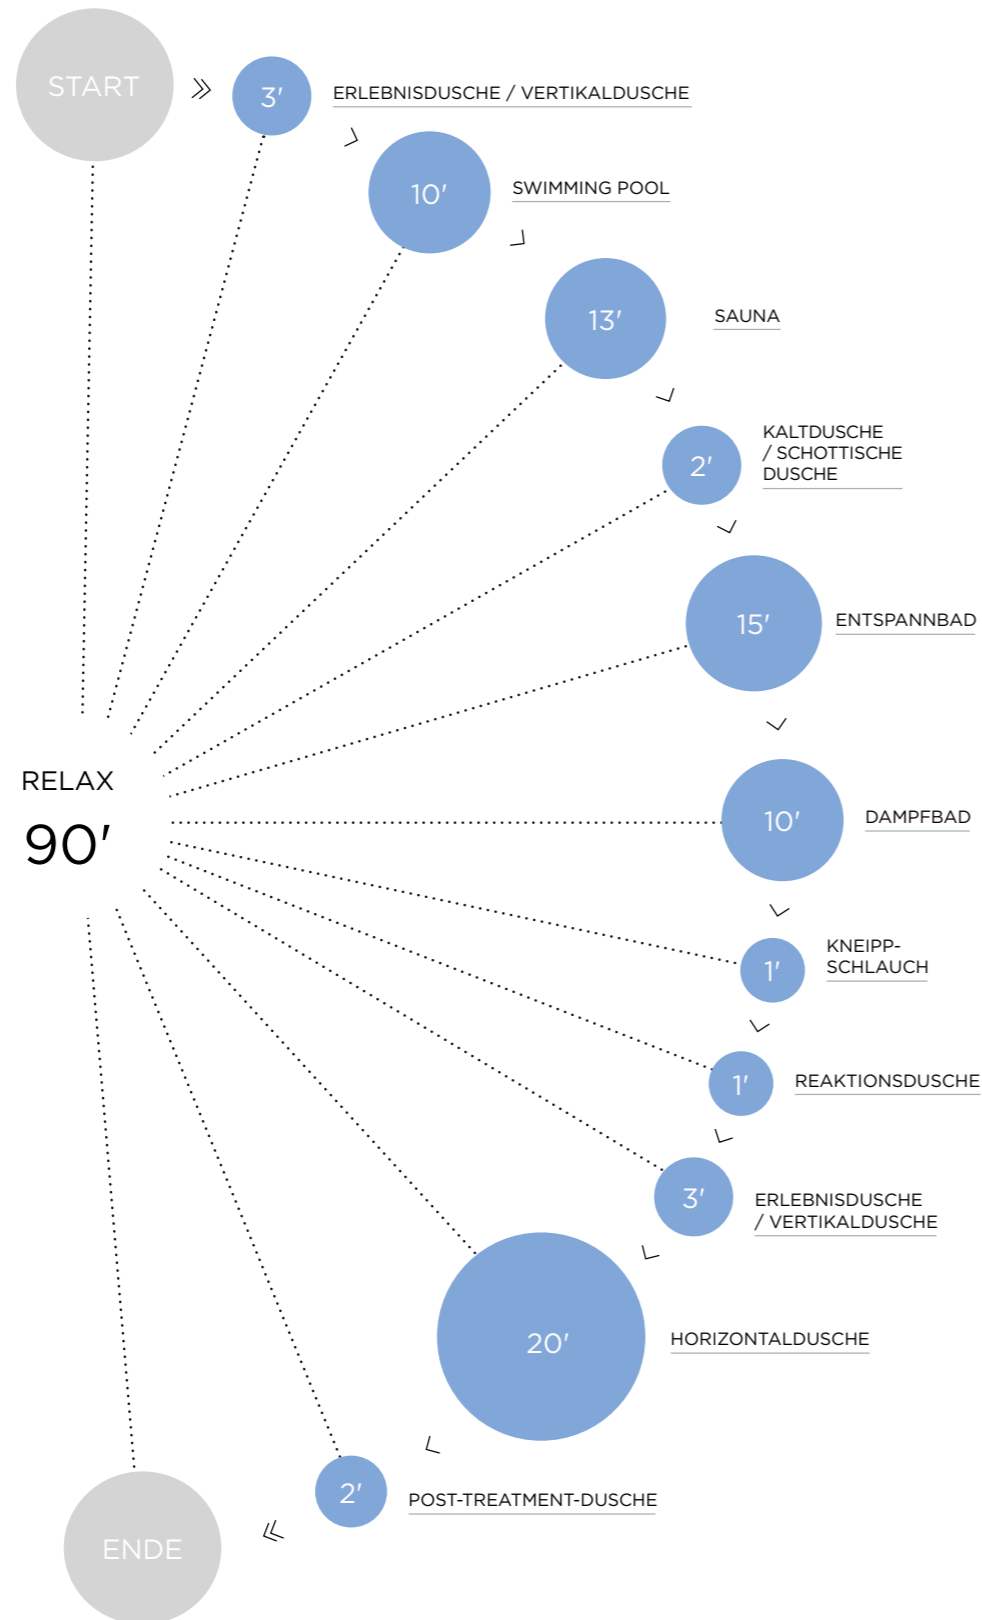 START
3'
ERLEBNISDUSCHE / VERTIKALDUSCHE
10'
SWIMMING POOL
13'
SAUNA
2'
KALTDUSCHE
/ SCHOTTISCHE
DUSCHE
15'
ENTSPANNBAD
RELAX
90'
10'
DAMPFBAD
1'
KNEIPP-
SCHLAUCH
1'
REAKTIONSDUSCHE
3'
ERLEBNISDUSCHE
/ VERTIKALDUSCHE
20'
HORIZONTALDUSCHE
2'
POST-TREATMENT-DUSCHE
ENDE